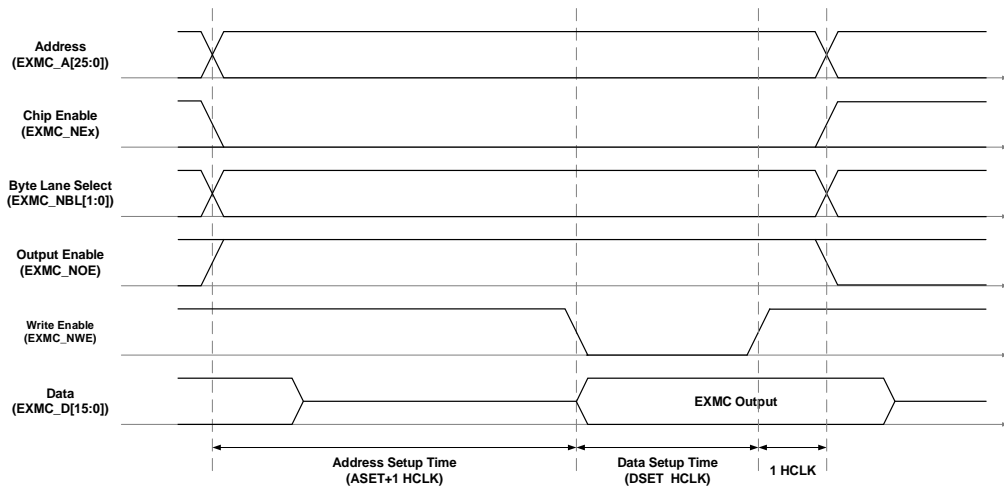 Address
(EXMC_A[25:0])
Chip Enable
(EXMC_NEx)
Byte Lane Select
(EXMC_NBL[1:0])
Output Enable
(EXMC_NOE)
Write Enable
(EXMC_NWE)
Data
(EXMC_D[15:0])
EXMC Output
Address Setup Time
(ASET+1 HCLK)
Data Setup Time
(DSET HCLK)
1 HCLK